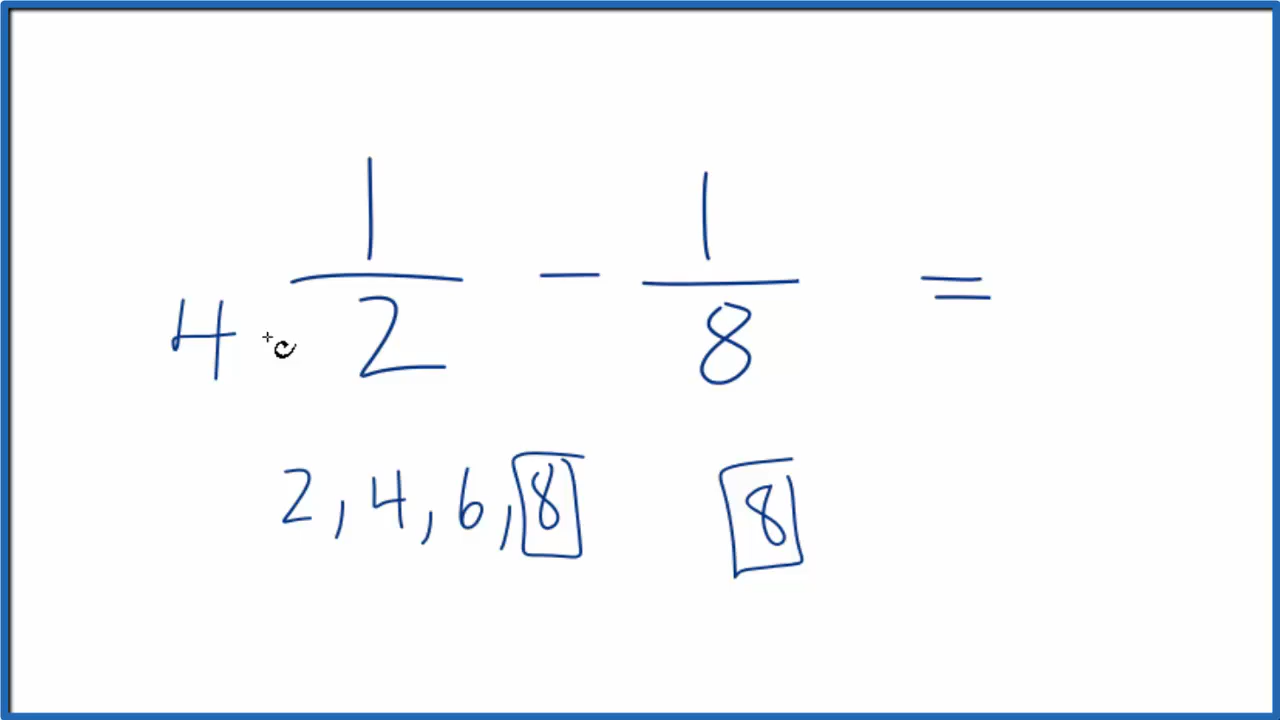 1/2 - 1/8 =
4
2, 4, 6, 8 8